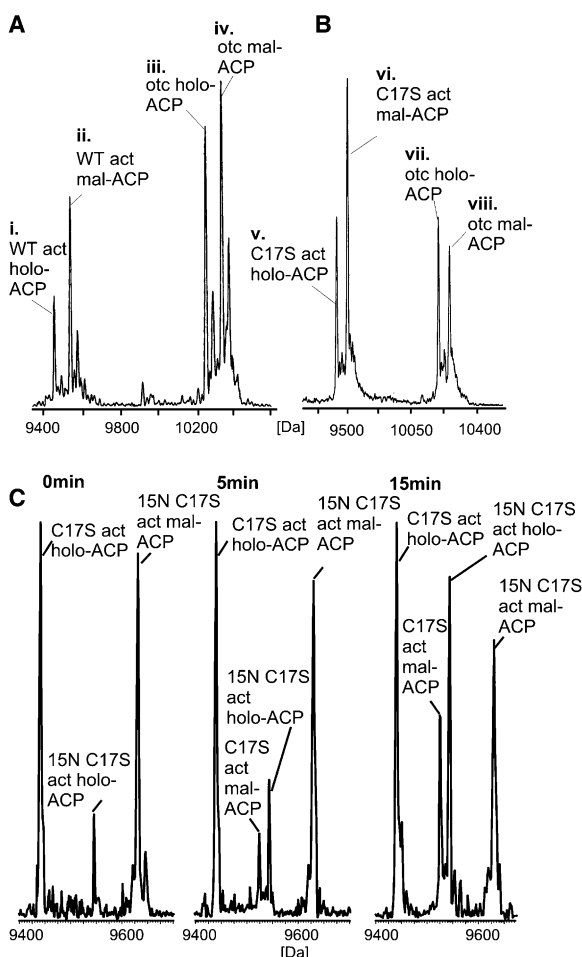 A
i.
WT act
holo-
ACP
ii.
WT act
mal-ACP
iii.
otc holo-
ACP
iv.
otc mal-
ACP
9400 9800 10200 [Da]
B
v.
C17S act
holo-ACP
vi.
C17S act
mal-ACP
vii.
otc holo-
ACP
viii.
otc mal-
ACP
9500 10050 10400
C
0min
C17S act
holo-ACP
15N C17S
act mal-
ACP
15N C17S
act holo-
ACP
9400 9600
5min
C17S act
holo-ACP
15N C17S
act mal-
ACP
15N C17S
act
holo-ACP
C17S
act
mal-
ACP
9400 9600
[Da]
15min
C17S act
holo-ACP
15N C17S
act holo-
ACP
C17S
act
mal-
ACP
15N C17S
act mal-
ACP
9400 9600